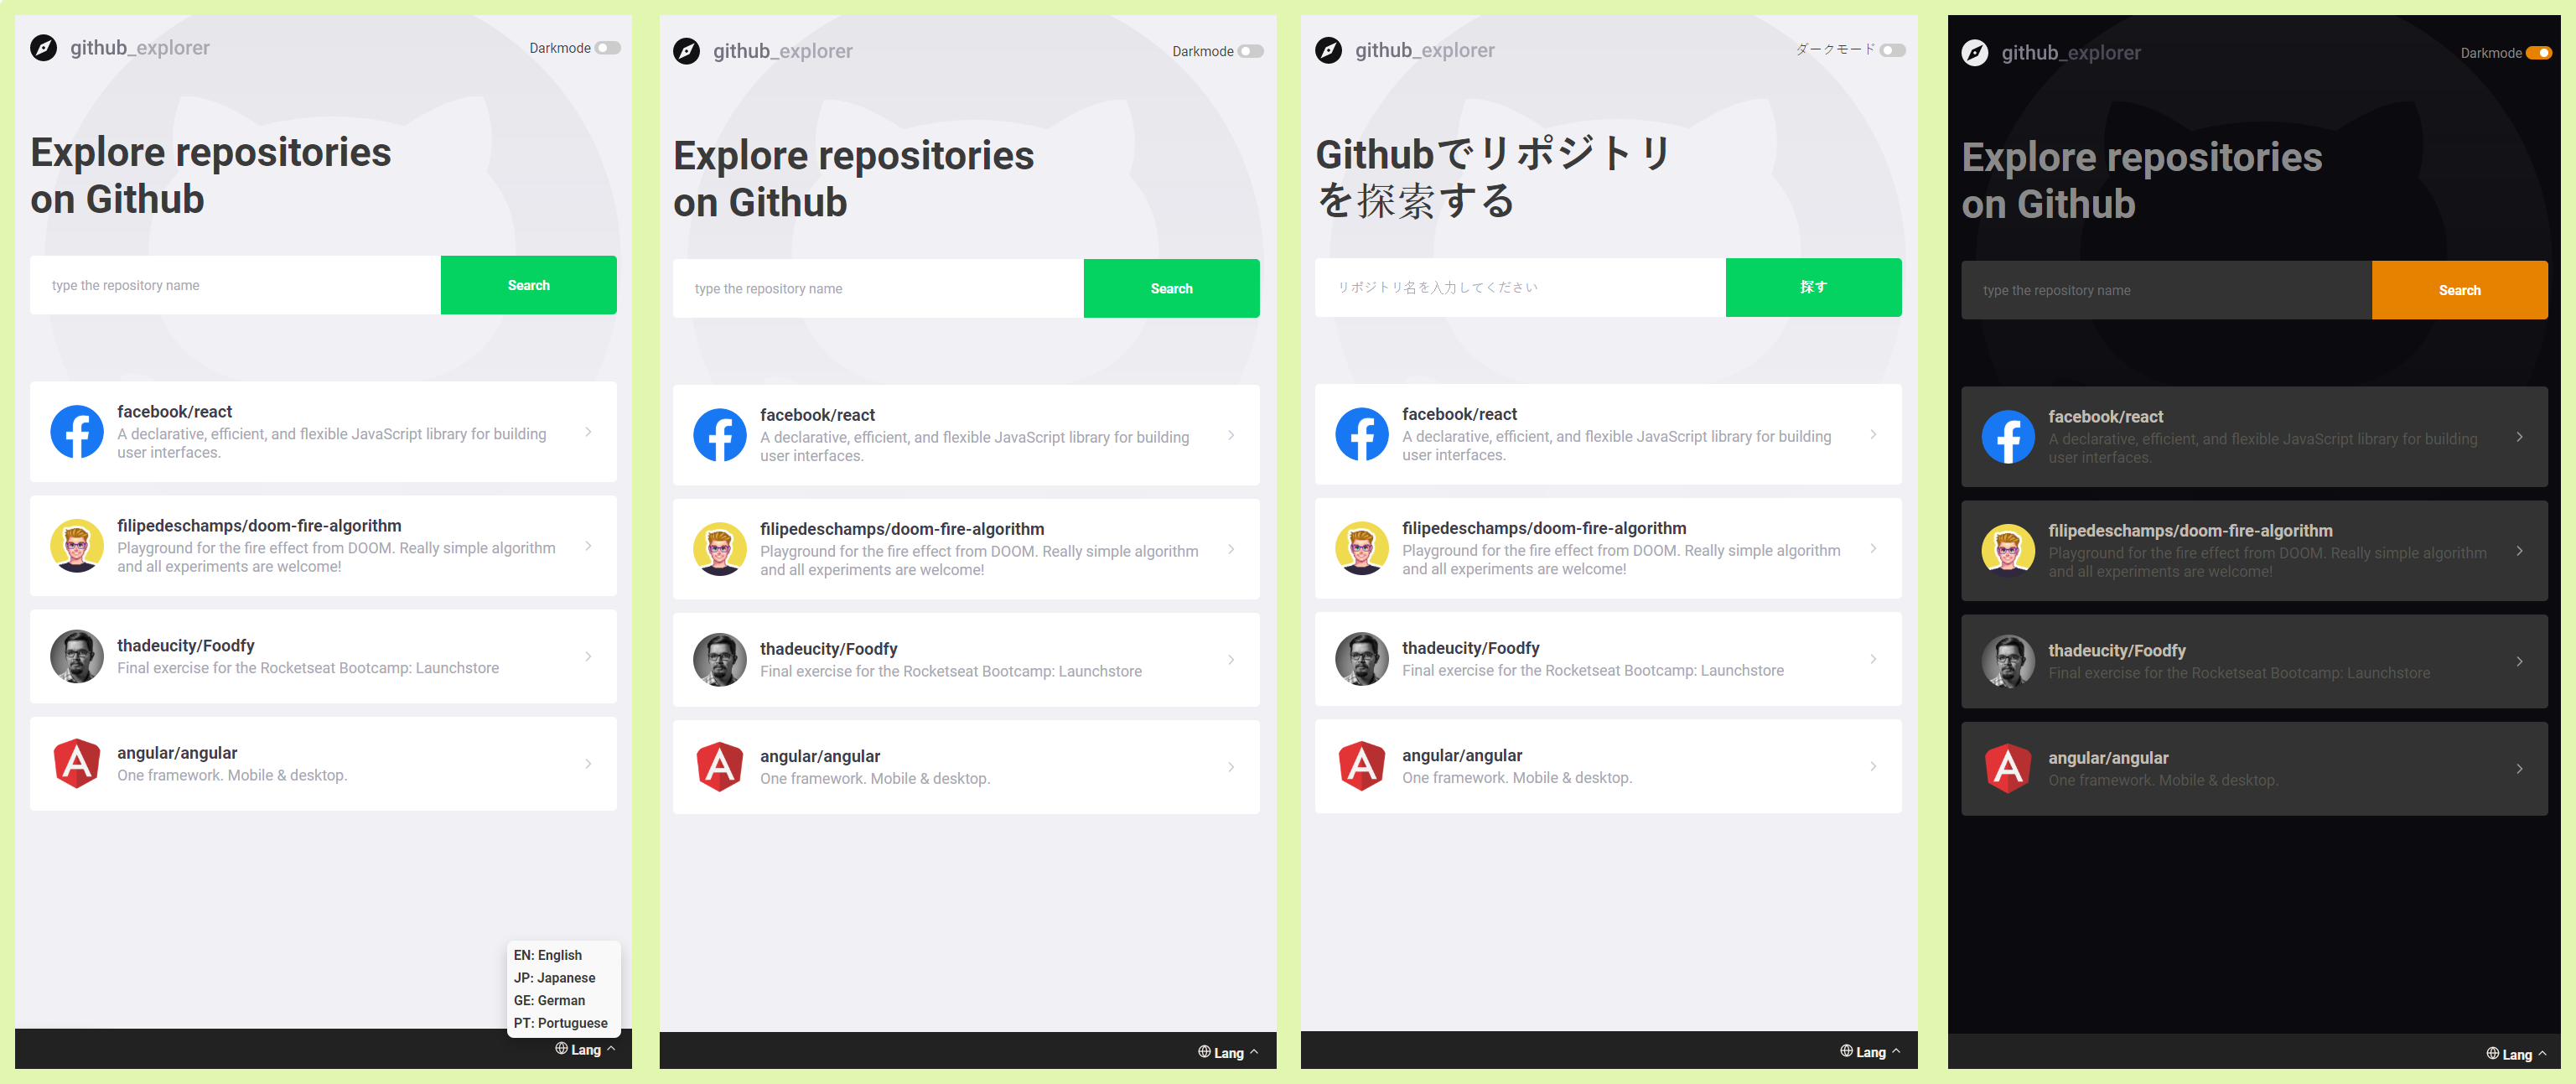 github_explorer
Darkmode
Explore repositories
on Github
type the repository name
Search
facebook/react
A declarative, efficient, and flexible JavaScript library for building
user interfaces.
filipedeschamps/doom-fire-algorithm
Playground for the fire effect from DOOM. Really simple algorithm
and all experiments are welcome!
thadeucity/Foodfy
Final exercise for the Rocketseat Bootcamp: Launchstore
angular/angular
One framework. Mobile & desktop.
EN: English
JP: Japanese
GE: German
PT: Portuguese
Lang
github_explorer
Darkmode
Explore repositories
on Github
type the repository name
Search
facebook/react
A declarative, efficient, and flexible JavaScript library for building
user interfaces.
filipedeschamps/doom-fire-algorithm
Playground for the fire effect from DOOM. Really simple algorithm
and all experiments are welcome!
thadeucity/Foodfy
Final exercise for the Rocketseat Bootcamp: Launchstore
angular/angular
One framework. Mobile & desktop.
Lang
github_explorer
ダークモード
Githubでリポジトリ
を探索する
リポジトリ名を入力してください
探す
facebook/react
A declarative, efficient, and flexible JavaScript library for building
user interfaces.
filipedeschamps/doom-fire-algorithm
Playground for the fire effect from DOOM. Really simple algorithm
and all experiments are welcome!
thadeucity/Foodfy
Final exercise for the Rocketseat Bootcamp: Launchstore
angular/angular
One framework. Mobile & desktop.
Lang
github_explorer
Darkmode
Explore repositories
on Github
type the repository name
Search
facebook/react
A declarative, efficient, and flexible JavaScript library for building
user interfaces.
filipedeschamps/doom-fire-algorithm
Playground for the fire effect from DOOM. Really simple algorithm
and all experiments are welcome!
thadeucity/Foodfy
Final exercise for the Rocketseat Bootcamp: Launchstore
angular/angular
One framework. Mobile & desktop.
Lang